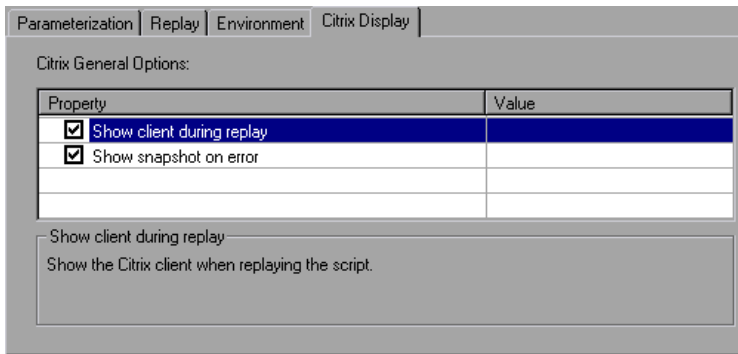 Parameterization Replay Environment Citrix Display
Citrix General Options:
Property Value
Show client during replay
Show snapshot on error
Show client during replay
Show the Citrix client when replaying the script.